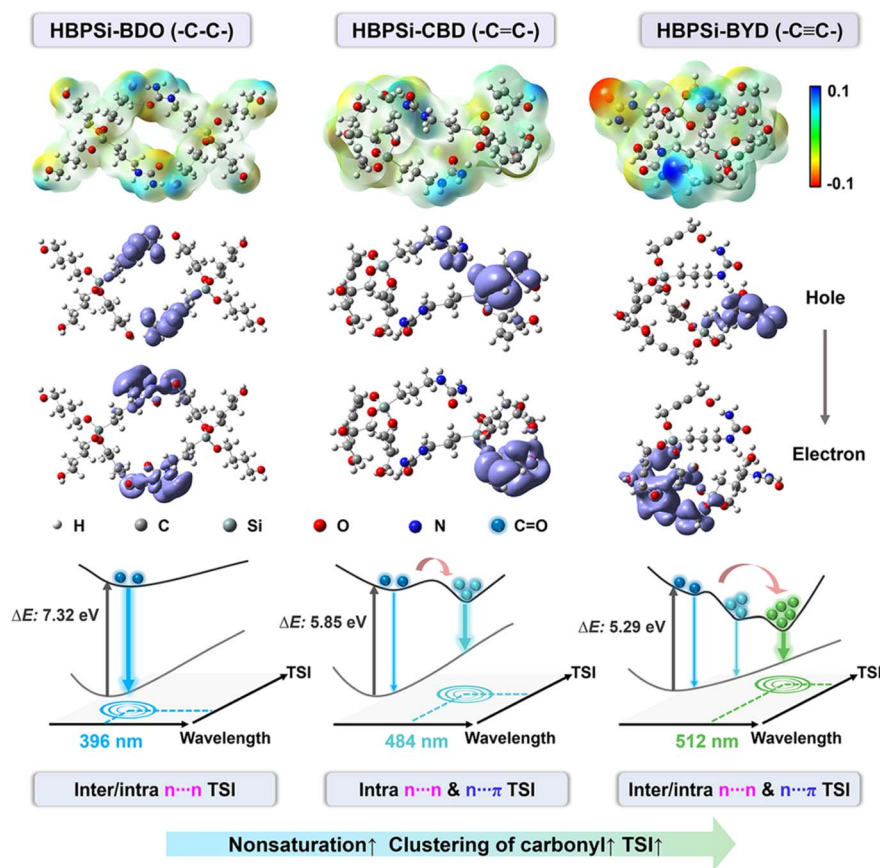 HBPSi-BDO (-C-C-)
HBPSi-CBD (-C=C-)
HBPSi-BYD (-C≡C-)
0.1
-0.1
Hole
Electron
H
C
Si
O
N
C=O
ΔE: 7.32 eV
TSI
396 nm
Wavelength
ΔE: 5.85 eV
TSI
484 nm
Wavelength
ΔE: 5.29 eV
TSI
512 nm
Wavelength
Inter/intra n···n TSI
Intra n···n & n···π TSI
Inter/intra n···n & n···π TSI
Nonsaturation↑ Clustering of carbonyl↑ TSI↑